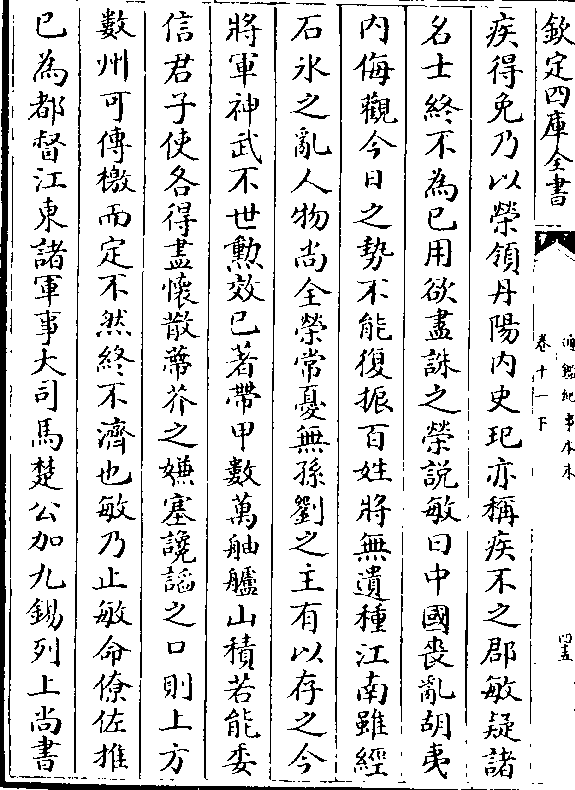 欽定四庫全書
通鑑紀事本末
卷十一下
疾得免乃以榮領丹陽内史玘亦稱疾不之郡敏疑諸
名士終不為已用欲盡誅之榮説敏曰中國喪亂胡夷
内侮觀今日之勢不能復振百姓將無遺種江南雖經
石氷之亂人物尚全榮常憂無孫劉之主有以存之今
將軍神武不世勲效已著帶甲數萬舳艫山積若能委
信君子使各得盡懷散蔕芥之嫌塞讒謟之口則上方
數州可傳檄而定不然終不濟也敏乃止敏命僚佐推
已為都督江東諸軍事大司馬楚公加九錫列上尚書